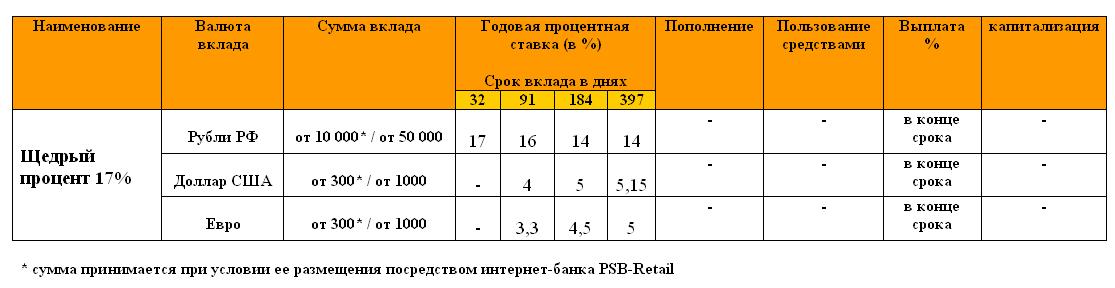 Наименование Валюта вклада Сумма вклада Годовая процентная ставка (в %) Пополнение Пользование средствами Выплата % капитализация
Срок вклада в днях
32 91 184 397
Щедрый процент 17%
Рубли РФ от 10 000* / от 50 000 17 16 14 14 - - в конце срока -
Доллар США от 300* / от 1000 - 4 5 5,15 - - в конце срока -
Евро от 300* / от 1000 - 3,3 4,5 5 - - в конце срока -
* сумма принимается при условии ее размещения посредством интернет-банка PSB-Retail